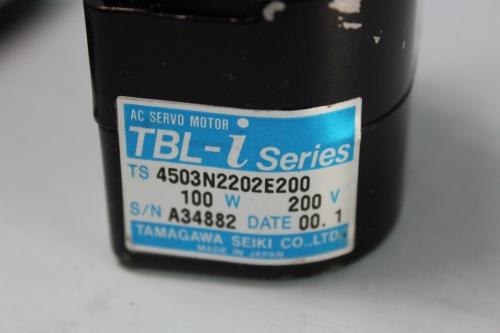 AC SERVO MOTOR
TBL-i Series
TS 4503N2202E200
100 W 200 V
S/N A34882 DATE 00. 1
TAMAGAWA SEIKI CO.,LTD.
MADE IN JAPAN